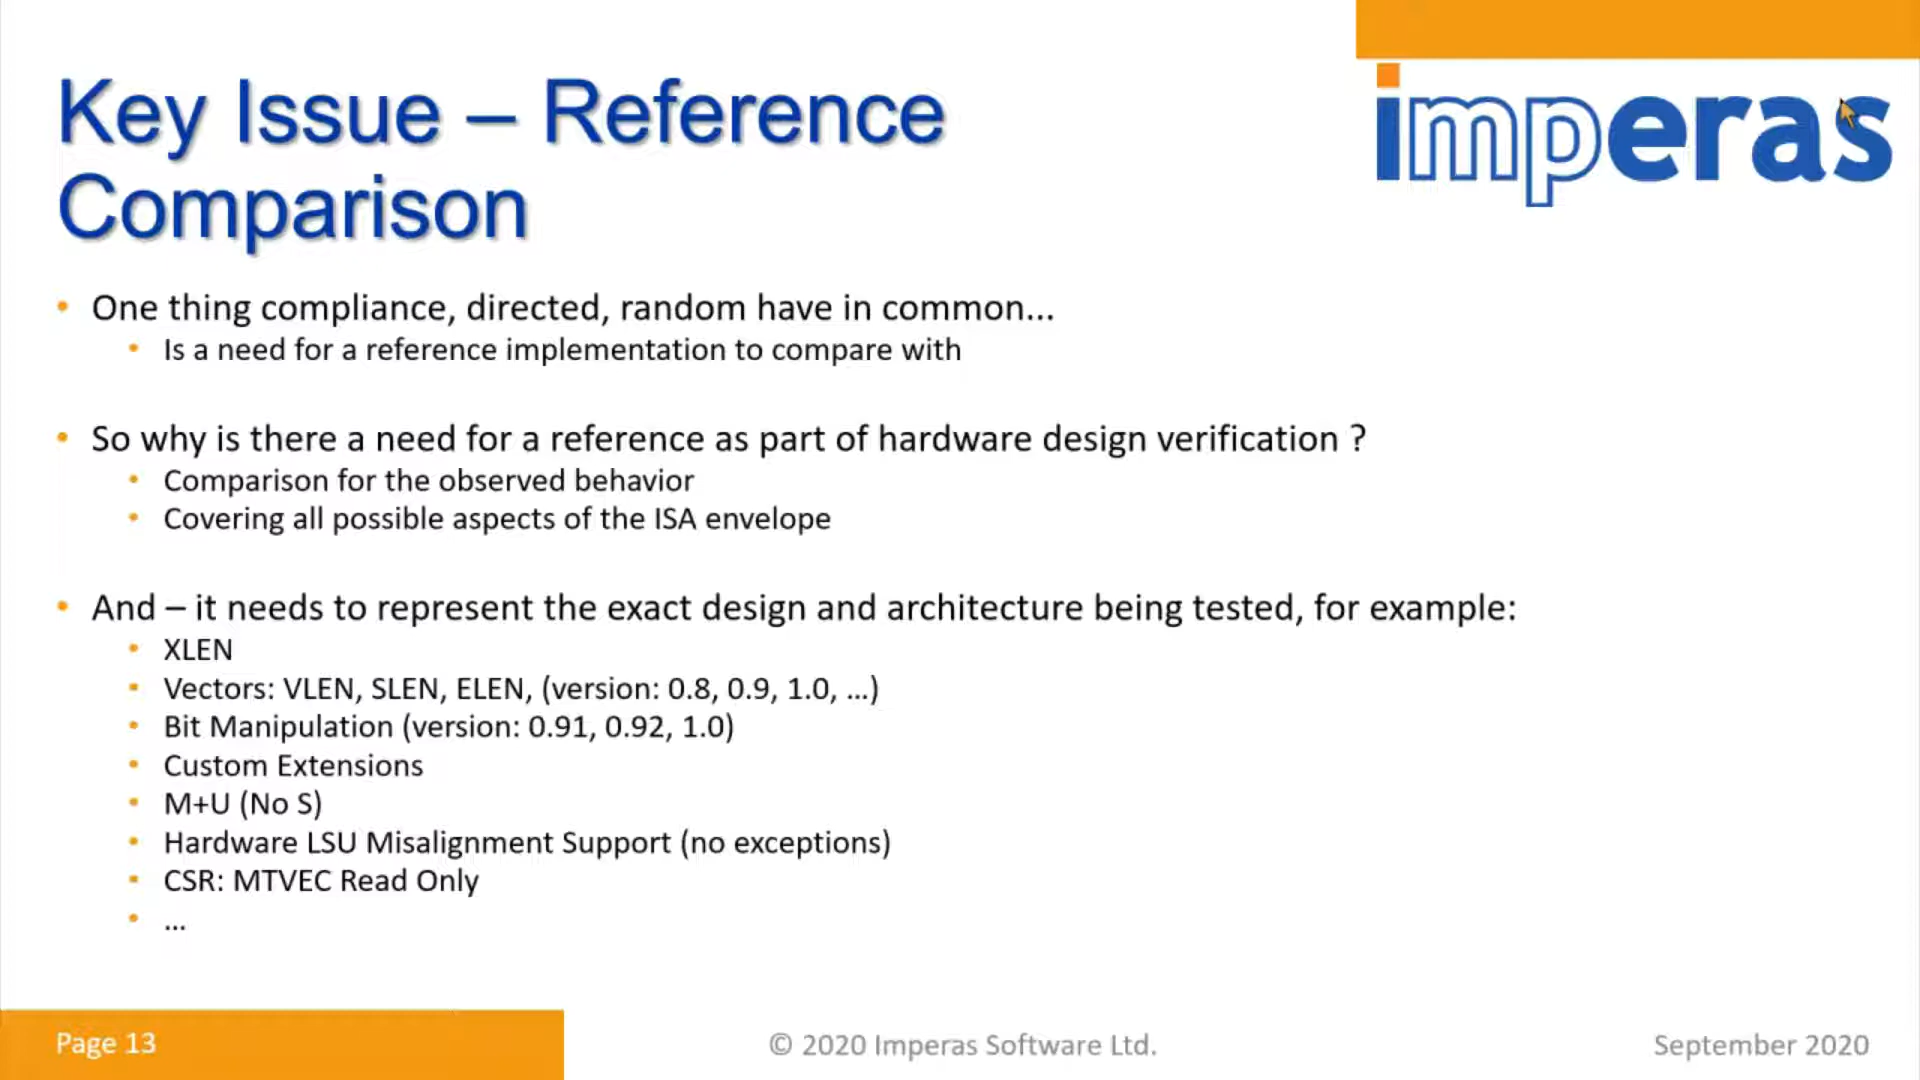 imperas
Key Issue – Reference
Comparison
• One thing compliance, directed, random have in common...
• Is a need for a reference implementation to compare with
• So why is there a need for a reference as part of hardware design verification ?
• Comparison for the observed behavior
• Covering all possible aspects of the ISA envelope
• And – it needs to represent the exact design and architecture being tested, for example:
• XLEN
• Vectors: VLEN, SLEN, ELEN, (version: 0.8, 0.9, 1.0, ...)
• Bit Manipulation (version: 0.91, 0.92, 1.0)
• Custom Extensions
• M+U (No S)
• Hardware LSU Misalignment Support (no exceptions)
• CSR: MTVEC Read Only
• ...
Page 13
© 2020 Imperas Software Ltd.
September 2020